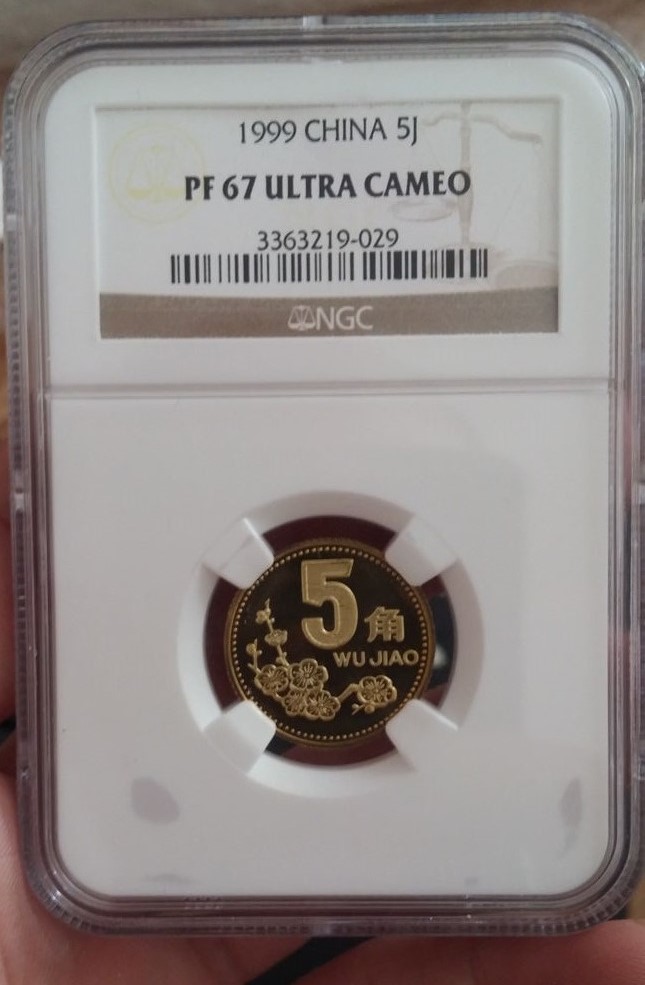 1999 CHINA 5J
PF 67 ULTRA CAMEO
3363219-029
NGC
5角
WU JIAO